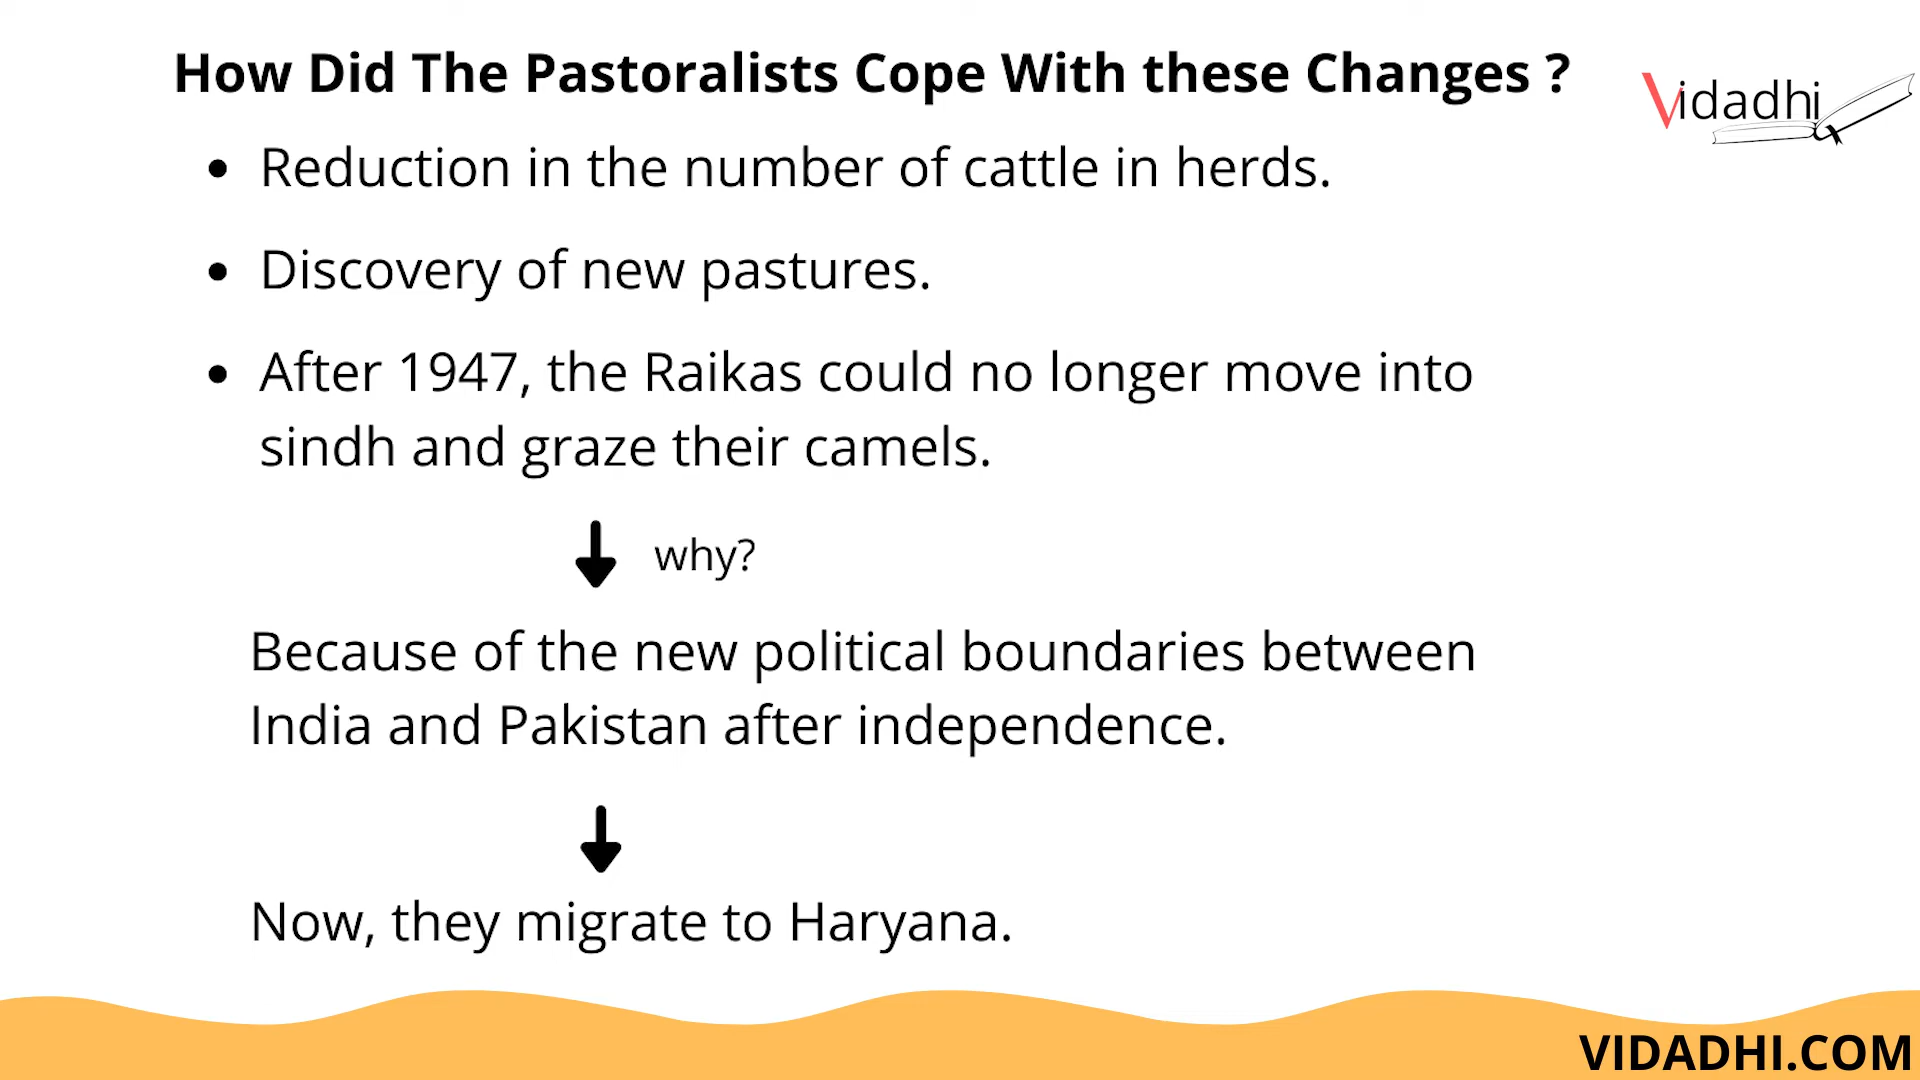 How Did The Pastoralists Cope With these Changes ?
Vidadhi
• Reduction in the number of cattle in herds.
• Discovery of new pastures.
• After 1947, the Raikas could no longer move into
sindh and graze their camels.
why?
Because of the new political boundaries between
India and Pakistan after independence.
Now, they migrate to Haryana.
VIDADHI.COM